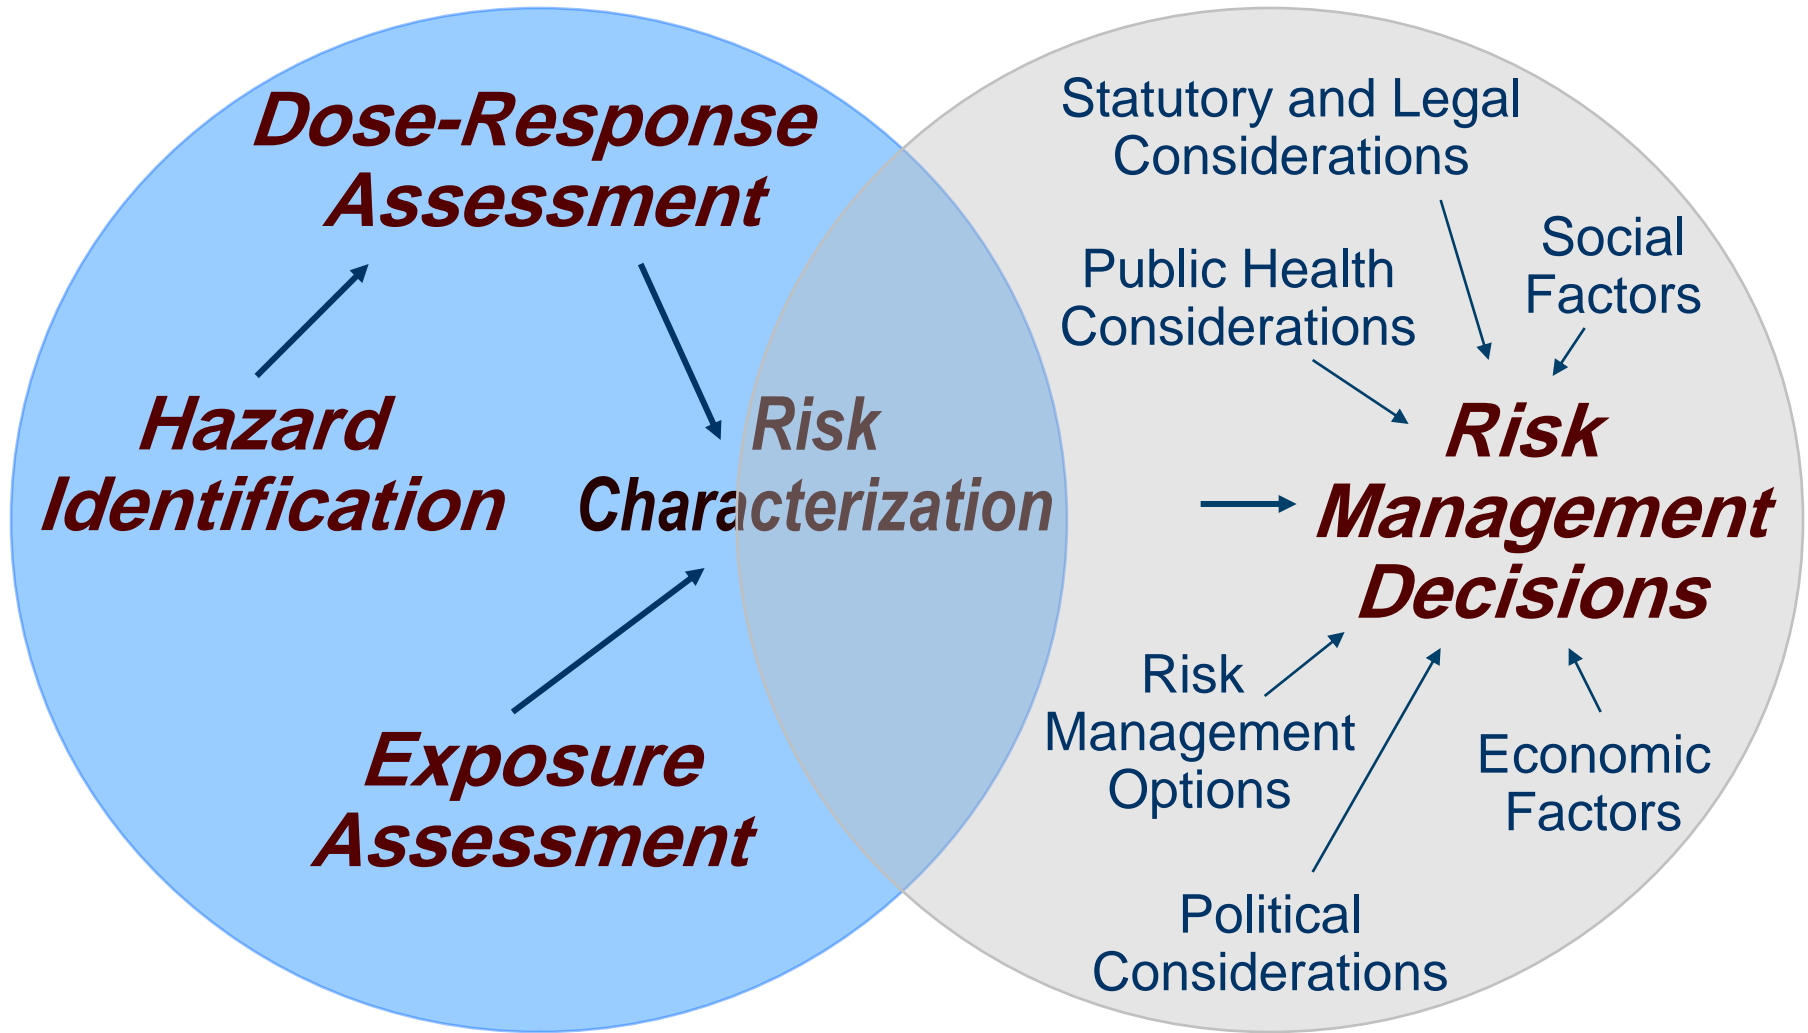 Dose-Response
Assessment
Hazard
Identification
Risk
Characterization
Exposure
Assessment
Statutory and Legal
Considerations
Social
Factors
Public Health
Considerations
Risk
Management
Decisions
Risk
Management
Options
Economic
Factors
Political
Considerations